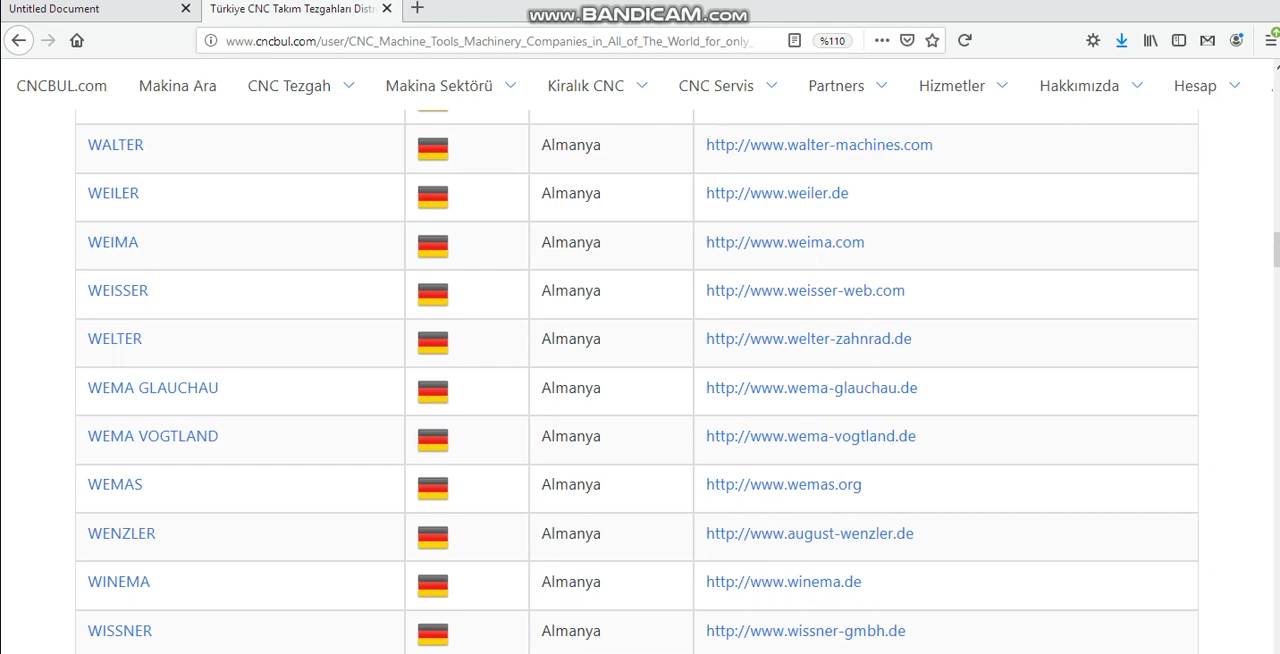 www.BANDICAM.com
Untitled Document
Türkiye CNC Takım Tezgahları Distr
www.cncbul.com/user/CNC_Machine_Tools_Machinery_Companies_in_All_of_The_World_for_only_
%110
CNCBUL.com Makina Ara CNC Tezgah Makina Sektörü Kiralık CNC CNC Servis Partners Hizmetler Hakkımızda Hesap
WALTER Almanya http://www.walter-machines.com
WEILER Almanya http://www.weiler.de
WEIMA Almanya http://www.weima.com
WEISSER Almanya http://www.weisser-web.com
WELTER Almanya http://www.welter-zahnrad.de
WEMA GLAUCHAU Almanya http://www.wema-glauchau.de
WEMA VOGTLAND Almanya http://www.wema-vogtland.de
WEMAS Almanya http://www.wemas.org
WENZLER Almanya http://www.august-wenzler.de
WINEMA Almanya http://www.winema.de
WISSNER Almanya http://www.wissner-gmbh.de